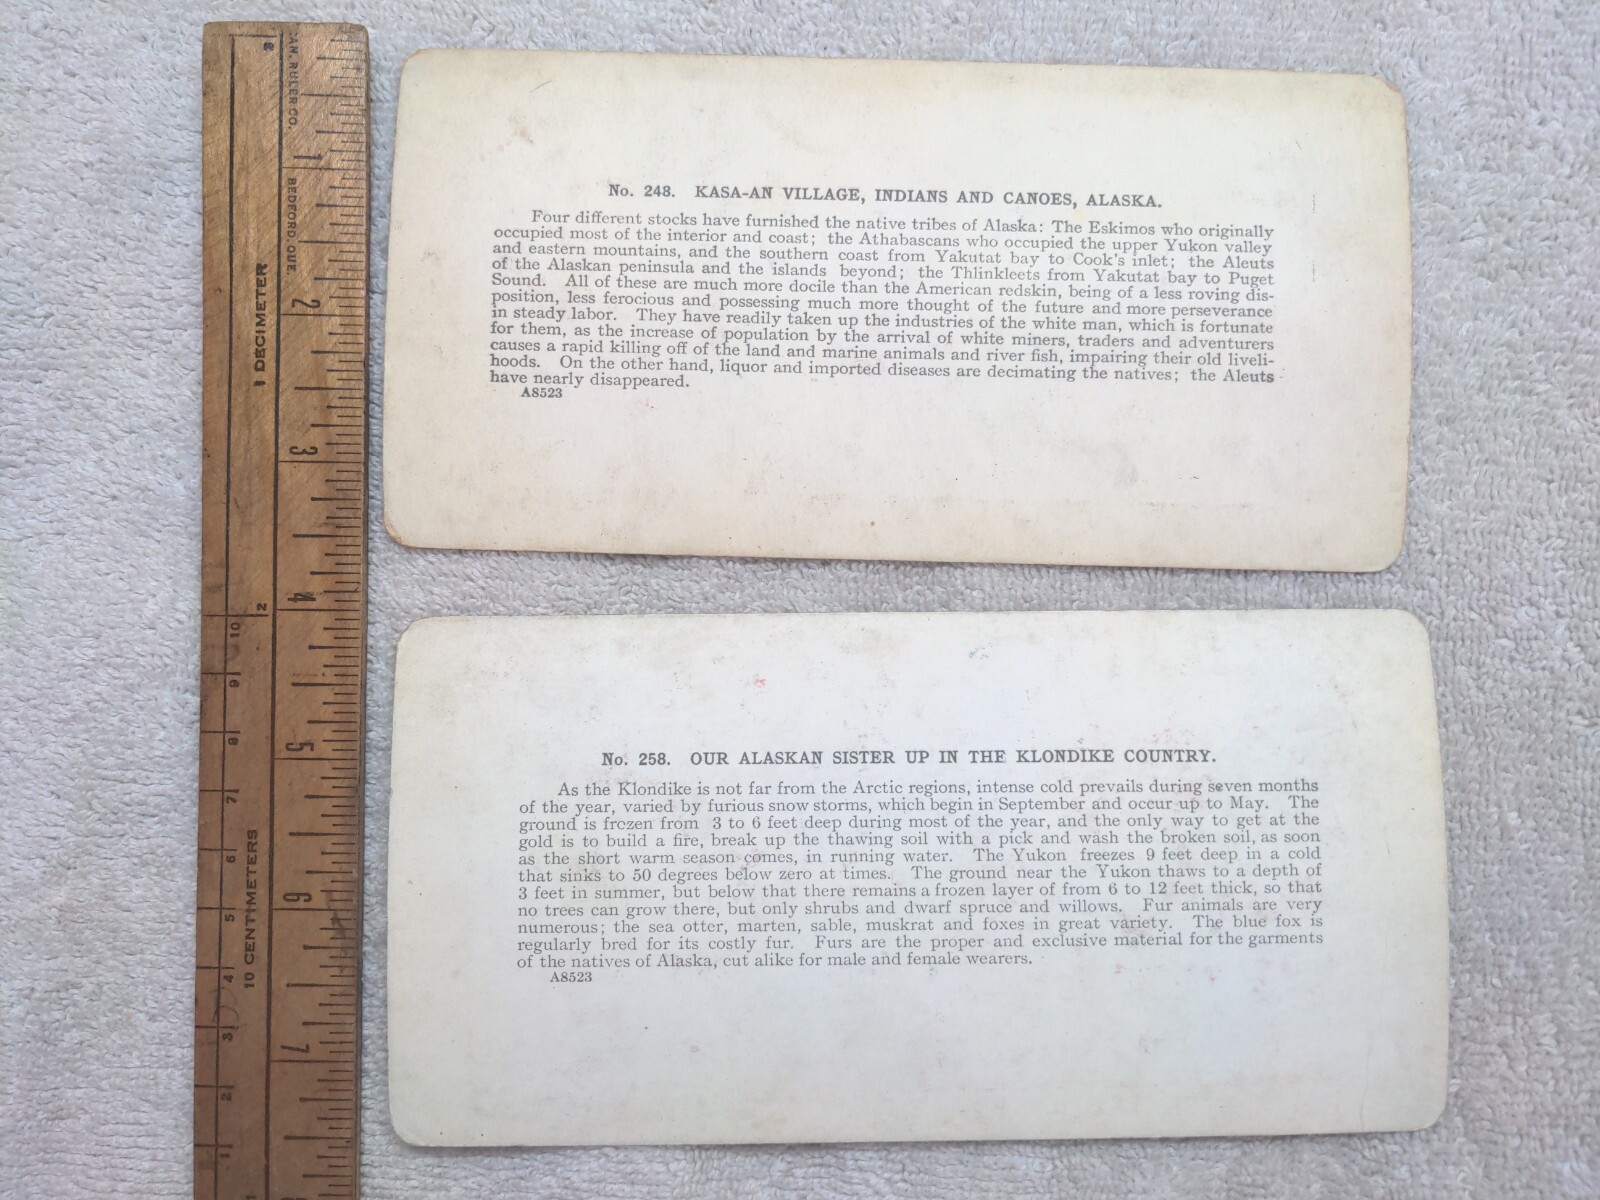 AN. RULER CO. BEDFORD, QUE.
1 DECIMETER
10 CENTIMETERS
1
2
3
4
5
6
7
2
10
9
8
7
6
5
4
3
2
1
No. 248. KASA-AN VILLAGE, INDIANS AND CANOES, ALASKA.
Four different stocks have furnished the native tribes of Alaska: The Eskimos who originally
occupied most of the interior and coast; the Athabascans who occupied the upper Yukon valley
and eastern mountains, and the southern coast from Yakutat bay to Cook's inlet; the Aleuts
of the Alaskan peninsula and the islands beyond; the Thlinkleets from Yakutat bay to Puget
Sound. All of these are much more docile than the American redskin, being of a less roving dis-
position, less ferocious and possessing much more thought of the future and more perseverance
in steady labor. They have readily taken up the industries of the white man, which is fortunate
for them, as the increase of population by the arrival of white miners, traders and adventurers
causes a rapid killing off of the land and marine animals and river fish, impairing their old liveli-
hoods. On the other hand, liquor and imported diseases are decimating the natives; the Aleuts
have nearly disappeared.
A8523
No. 258. OUR ALASKAN SISTER UP IN THE KLONDIKE COUNTRY.
As the Klondike is not far from the Arctic regions, intense cold prevails during seven months
of the year, varied by furious snow storms, which begin in September and occur up to May. The
ground is frozen from 3 to 6 feet deep during most of the year, and the only way to get at the
gold is to build a fire, break up the thawing soil with a pick and wash the broken soil, as soon
as the short warm season comes, in running water. The Yukon freezes 9 feet deep in a cold
that sinks to 50 degrees below zero at times. The ground near the Yukon thaws to a depth of
3 feet in summer, but below that there remains a frozen layer of from 6 to 12 feet thick, so that
no trees can grow there, but only shrubs and dwarf spruce and willows. Fur animals are very
numerous; the sea otter, marten, sable, muskrat and foxes in great variety. The blue fox is
regularly bred for its costly fur. Furs are the proper and exclusive material for the garments
of the natives of Alaska, cut alike for male and female wearers.
A8523